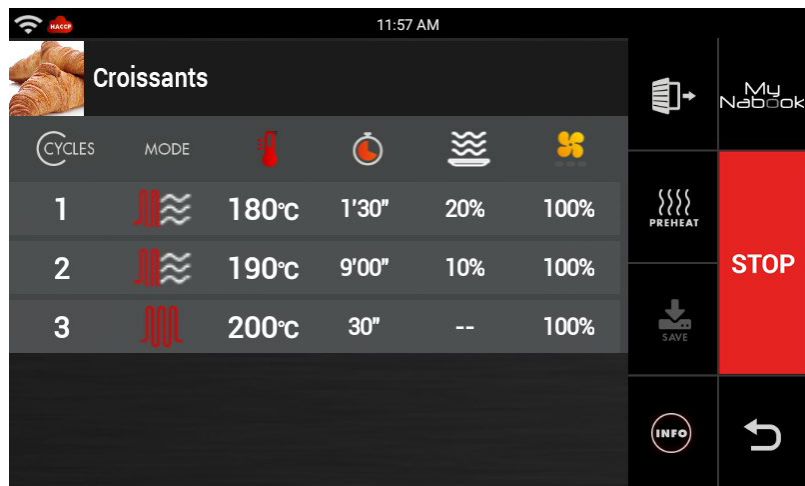 HACCP
11:57 AM
Croissants
My
Nabook
CYCLES MODE
1 180°C 1'30" 20% 100%
2 190°C 9'00" 10% 100%
3 200°C 30" -- 100%
PREHEAT
STOP
SAVE
INFO